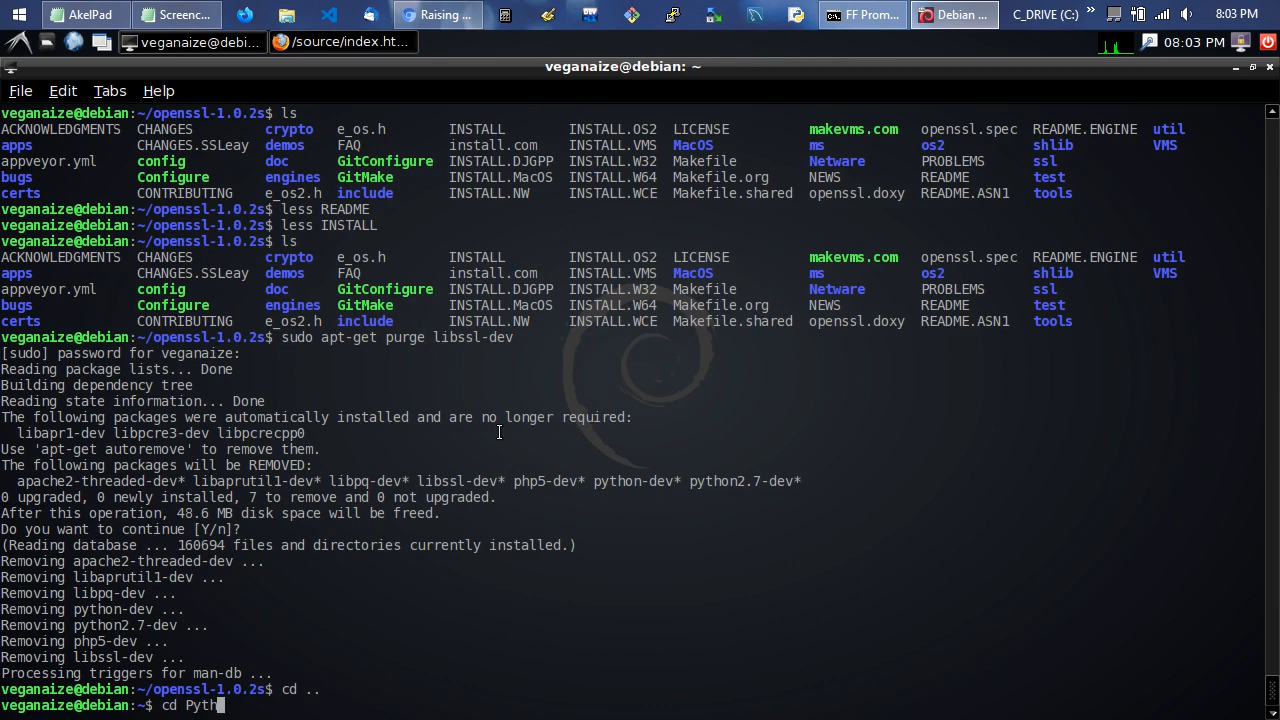 AkelPad Screenc... Raising ... FF Prom... Debian ... C_DRIVE (C:) » 8:03 PM
veganaize@debi... /source/index.ht... 08:03 PM
veganaize@debian: ~
File Edit Tabs Help
veganaize@debian:~/openssl-1.0.2s$ ls
ACKNOWLEDGMENTS CHANGES crypto e_os.h INSTALL INSTALL.OS2 LICENSE makevms.com openssl.spec README.ENGINE util
apps CHANGES.SSLeay demos FAQ install.com INSTALL.VMS MacOS ms os2 shlib VMS
appveyor.yml config doc GitConfigure INSTALL.DJGPP INSTALL.W32 Makefile Netware PROBLEMS ssl
bugs Configure engines GitMake INSTALL.MacOS INSTALL.W64 Makefile.org NEWS README test
certs CONTRIBUTING e_os2.h include INSTALL.NW INSTALL.WCE Makefile.shared openssl.doxy README.ASN1 tools
veganaize@debian:~/openssl-1.0.2s$ less README
veganaize@debian:~/openssl-1.0.2s$ less INSTALL
veganaize@debian:~/openssl-1.0.2s$ ls
ACKNOWLEDGMENTS CHANGES crypto e_os.h INSTALL INSTALL.OS2 LICENSE makevms.com openssl.spec README.ENGINE util
apps CHANGES.SSLeay demos FAQ install.com INSTALL.VMS MacOS ms os2 shlib VMS
appveyor.yml config doc GitConfigure INSTALL.DJGPP INSTALL.W32 Makefile Netware PROBLEMS ssl
bugs Configure engines GitMake INSTALL.MacOS INSTALL.W64 Makefile.org NEWS README test
certs CONTRIBUTING e_os2.h include INSTALL.NW INSTALL.WCE Makefile.shared openssl.doxy README.ASN1 tools
veganaize@debian:~/openssl-1.0.2s$ sudo apt-get purge libssl-dev
[sudo] password for veganaize:
Reading package lists... Done
Building dependency tree
Reading state information... Done
The following packages were automatically installed and are no longer required:
libapr1-dev libpcre3-dev libpcrecpp0
Use 'apt-get autoremove' to remove them.
The following packages will be REMOVED:
apache2-threaded-dev* libaprutil1-dev* libpq-dev* libssl-dev* php5-dev* python-dev* python2.7-dev*
0 upgraded, 0 newly installed, 7 to remove and 0 not upgraded.
After this operation, 48.6 MB disk space will be freed.
Do you want to continue [Y/n]?
(Reading database ... 160694 files and directories currently installed.)
Removing apache2-threaded-dev ...
Removing libaprutil1-dev ...
Removing libpq-dev ...
Removing python-dev ...
Removing python2.7-dev ...
Removing php5-dev ...
Removing libssl-dev ...
Processing triggers for man-db ...
veganaize@debian:~/openssl-1.0.2s$ cd ..
veganaize@debian:~$ cd Pyth